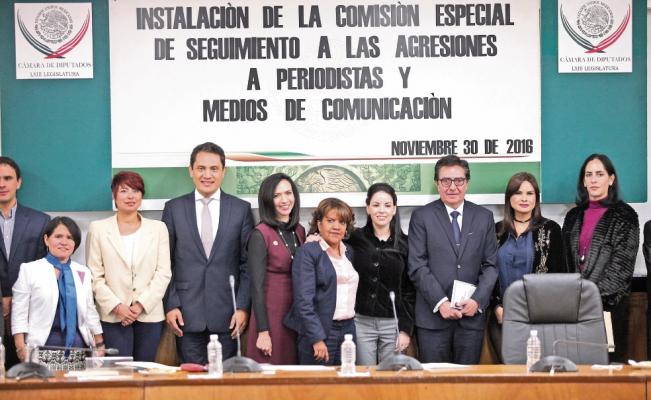 INSTALACIÒN DE LA COMISIÒN ESPECIAL
DE SEGUIMIENTO A LAS AGRESIONES
A PERIODISTAS Y
MEDIOS DE COMUNICACIÒN
NOVIEMBRE 30 DE 2016
CÁMARA DE DIPUTADOS
LXIII LEGISLATURA
CÁMARA DE DIPUTADOS
LXIII LEGISLATURA